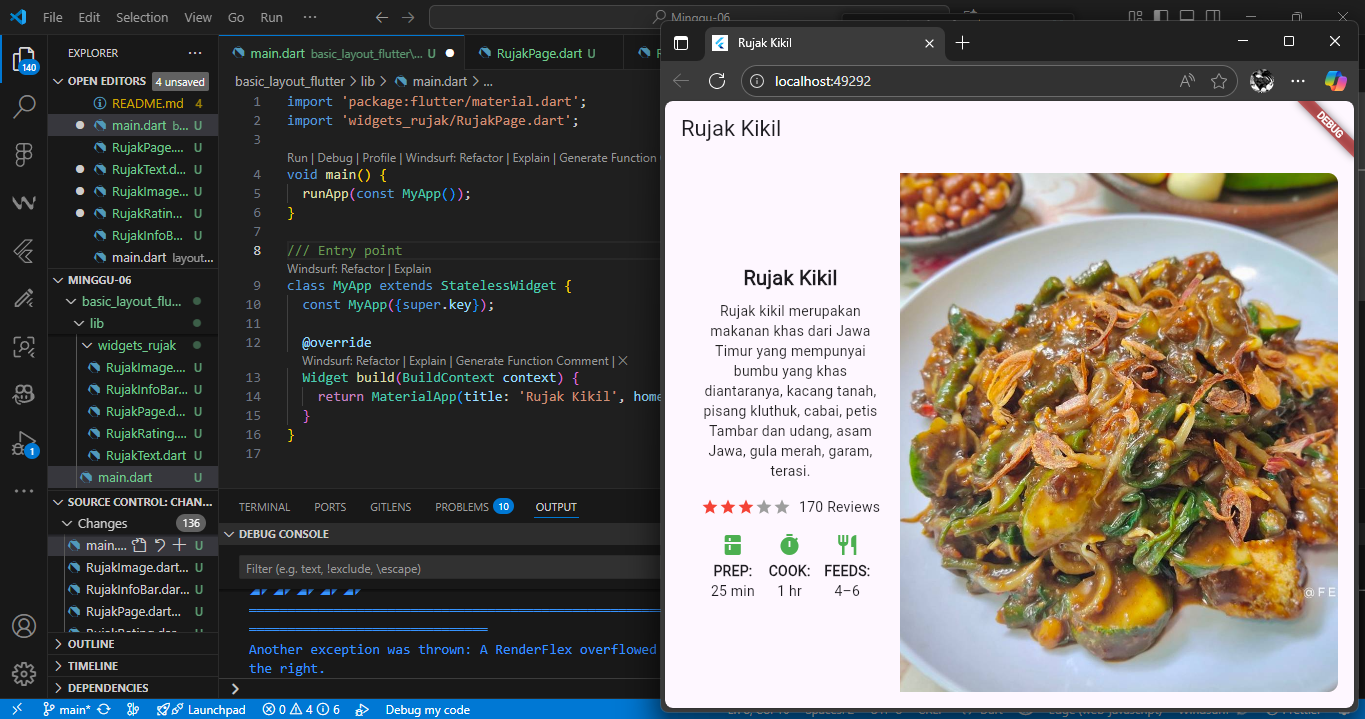 File Edit Selection View Go Run ··· Minggu-06
EXPLORER ···
OPEN EDITORS 4 unsaved
README.md 4
main.dart b... U
RujakPage.... U
RujakText.d... U
RujakImage... U
RujakRatin... U
RujakInfoB... U
main.dart layout...
MINGGU-06
basic_layout_flu...
lib
widgets_rujak
RujakImage.... U
RujakInfoBar... U
RujakPage.d... U
RujakRating.... U
RujakText.dart U
main.dart U
SOURCE CONTROL: CHAN...
Changes 136
main.... U
RujakImage.dart... U
RujakInfoBar.dar... U
RujakPage.dart... U
RujakRating.dar... U
OUTLINE
TIMELINE
DEPENDENCIES
140
1
main.dart basic_layout_flutter\... U
RujakPage.dart U
basic_layout_flutter > lib > main.dart > ...
1 import 'package:flutter/material.dart';
2 import 'widgets_rujak/RujakPage.dart';
3
Run | Debug | Profile | Windsurf: Refactor | Explain | Generate Function
4 void main() {
5 runApp(const MyApp());
6 }
7
8 /// Entry point
Windsurf: Refactor | Explain
9 class MyApp extends StatelessWidget {
10 const MyApp({super.key});
11
12 @override
Windsurf: Refactor | Explain | Generate Function Comment | ×
13 Widget build(BuildContext context) {
14 return MaterialApp(title: 'Rujak Kikil', home
15 }
16 }
17
TERMINAL PORTS GITLENS PROBLEMS 10 OUTPUT
DEBUG CONSOLE
Filter (e.g. text, !exclude, \escape)
Another exception was thrown: A RenderFlex overflowed
the right.
main* Launchpad 0 4 6 Debug my code
Rujak Kikil
localhost:49292
Rujak Kikil
DEBUG
Rujak Kikil
Rujak kikil merupakan
makanan khas dari Jawa
Timur yang mempunyai
bumbu yang khas
diantaranya, kacang tanah,
pisang kluthuk, cabai, petis
Tambar dan udang, asam
Jawa, gula merah, garam,
terasi.
170 Reviews
PREP: COOK: FEEDS:
25 min 1 hr 4–6
@FE